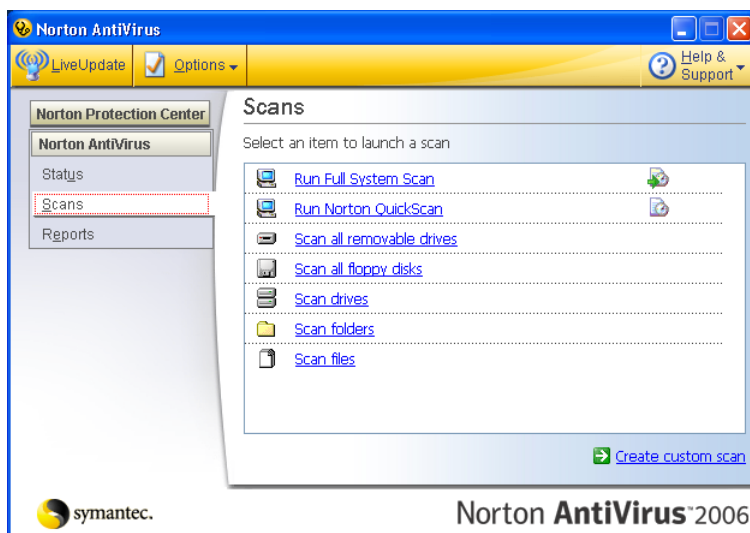 Norton AntiVirus
LiveUpdate
Options
Help &
Support
Norton Protection Center
Norton AntiVirus
Status
Scans
Reports
Scans
Select an item to launch a scan
Run Full System Scan
Run Norton QuickScan
Scan all removable drives
Scan all floppy disks
Scan drives
Scan folders
Scan files
Create custom scan
symantec.
Norton AntiVirus™ 2006